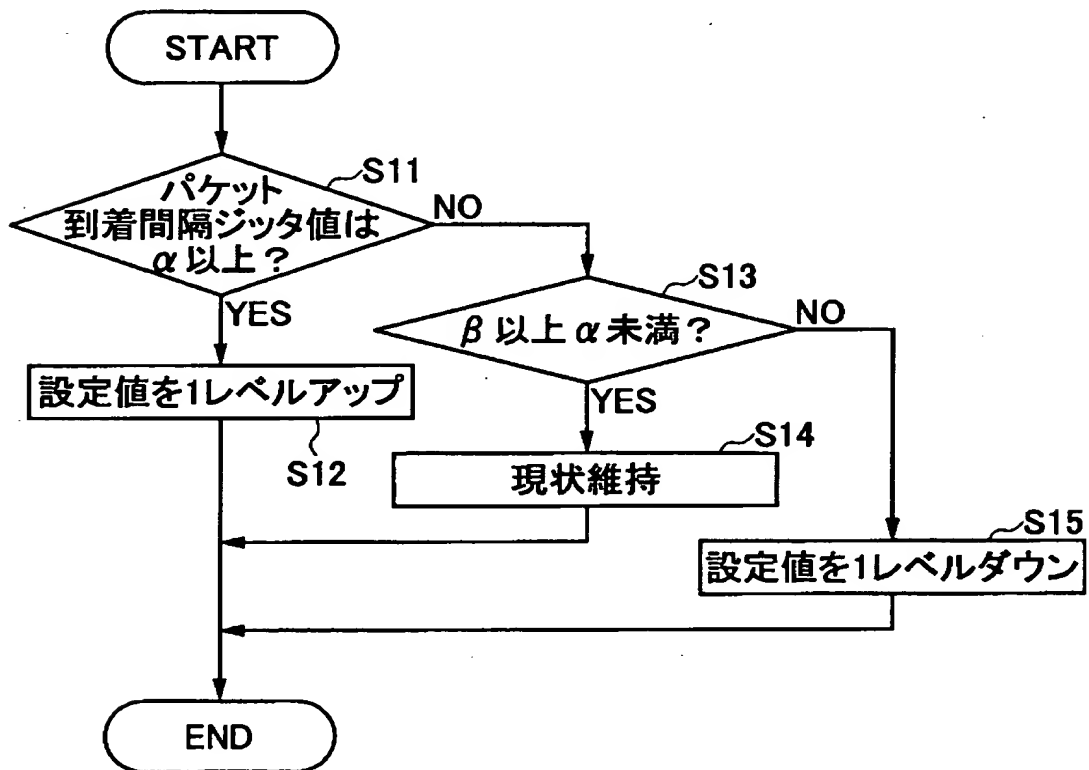 START
S11
パケット
到着間隔ジッタ値は
α以上？
NO
YES
S13
β以上α未満？
NO
設定値を1レベルアップ
S12
YES
S14
現状維持
S15
設定値を1レベルダウン
END